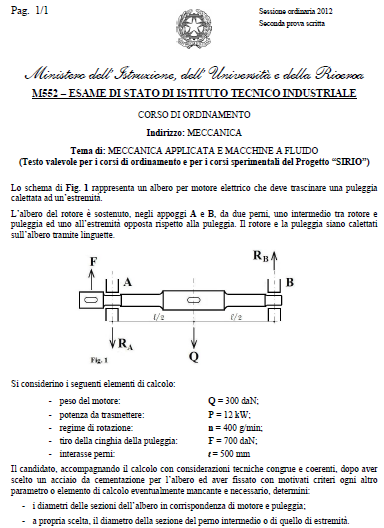 Pag. 1/1
Sessione ordinaria 2012
Seconda prova scritta
Ministero dell'Istruzione, dell'Università e della Ricerca
M552 – ESAME DI STATO DI ISTITUTO TECNICO INDUSTRIALE
CORSO DI ORDINAMENTO
Indirizzo: MECCANICA
Tema di: MECCANICA APPLICATA E MACCHINE A FLUIDO
(Testo valevole per i corsi di ordinamento e per i corsi sperimentali del Progetto “SIRIO”)
Lo schema di Fig. 1 rappresenta un albero per motore elettrico che deve trascinare una puleggia
calettata ad un’estremità.
L’albero del rotore è sostenuto, negli appoggi A e B, da due perni, uno intermedio tra rotore e
puleggia ed uno all’estremità opposta rispetto alla puleggia. Il rotore e la puleggia siano calettati
sull’albero tramite linguette.
F
A
RB
B
ℓ/2
ℓ/2
RA
Q
Fig. 1
Si considerino i seguenti elementi di calcolo:
- peso del motore: Q = 300 daN;
- potenza da trasmettere: P = 12 kW;
- regime di rotazione: n = 400 g/min;
- tiro della cinghia della puleggia: F = 700 daN;
- interasse perni: ℓ = 500 mm
Il candidato, accompagnando il calcolo con considerazioni tecniche congrue e coerenti, dopo aver
scelto un acciaio da cementazione per l’albero ed aver fissato con motivati criteri ogni altro
parametro o elemento di calcolo eventualmente mancante e necessario, determini:
- i diametri delle sezioni dell’albero in corrispondenza di motore e puleggia;
- a propria scelta, il diametro della sezione del perno intermedio o di quello di estremità.